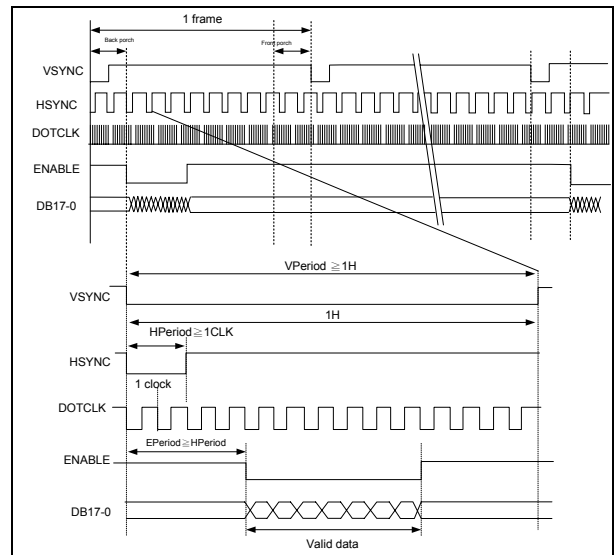 1 frame
Back porch
Front porch
VSYNC
HSYNC
DOTCLK
ENABLE
DB17-0
VPeriod ≧1H
VSYNC
1H
HPeriod≧1CLK
HSYNC
1 clock
DOTCLK
EPeriod≧HPeriod
ENABLE
DB17-0
Valid data